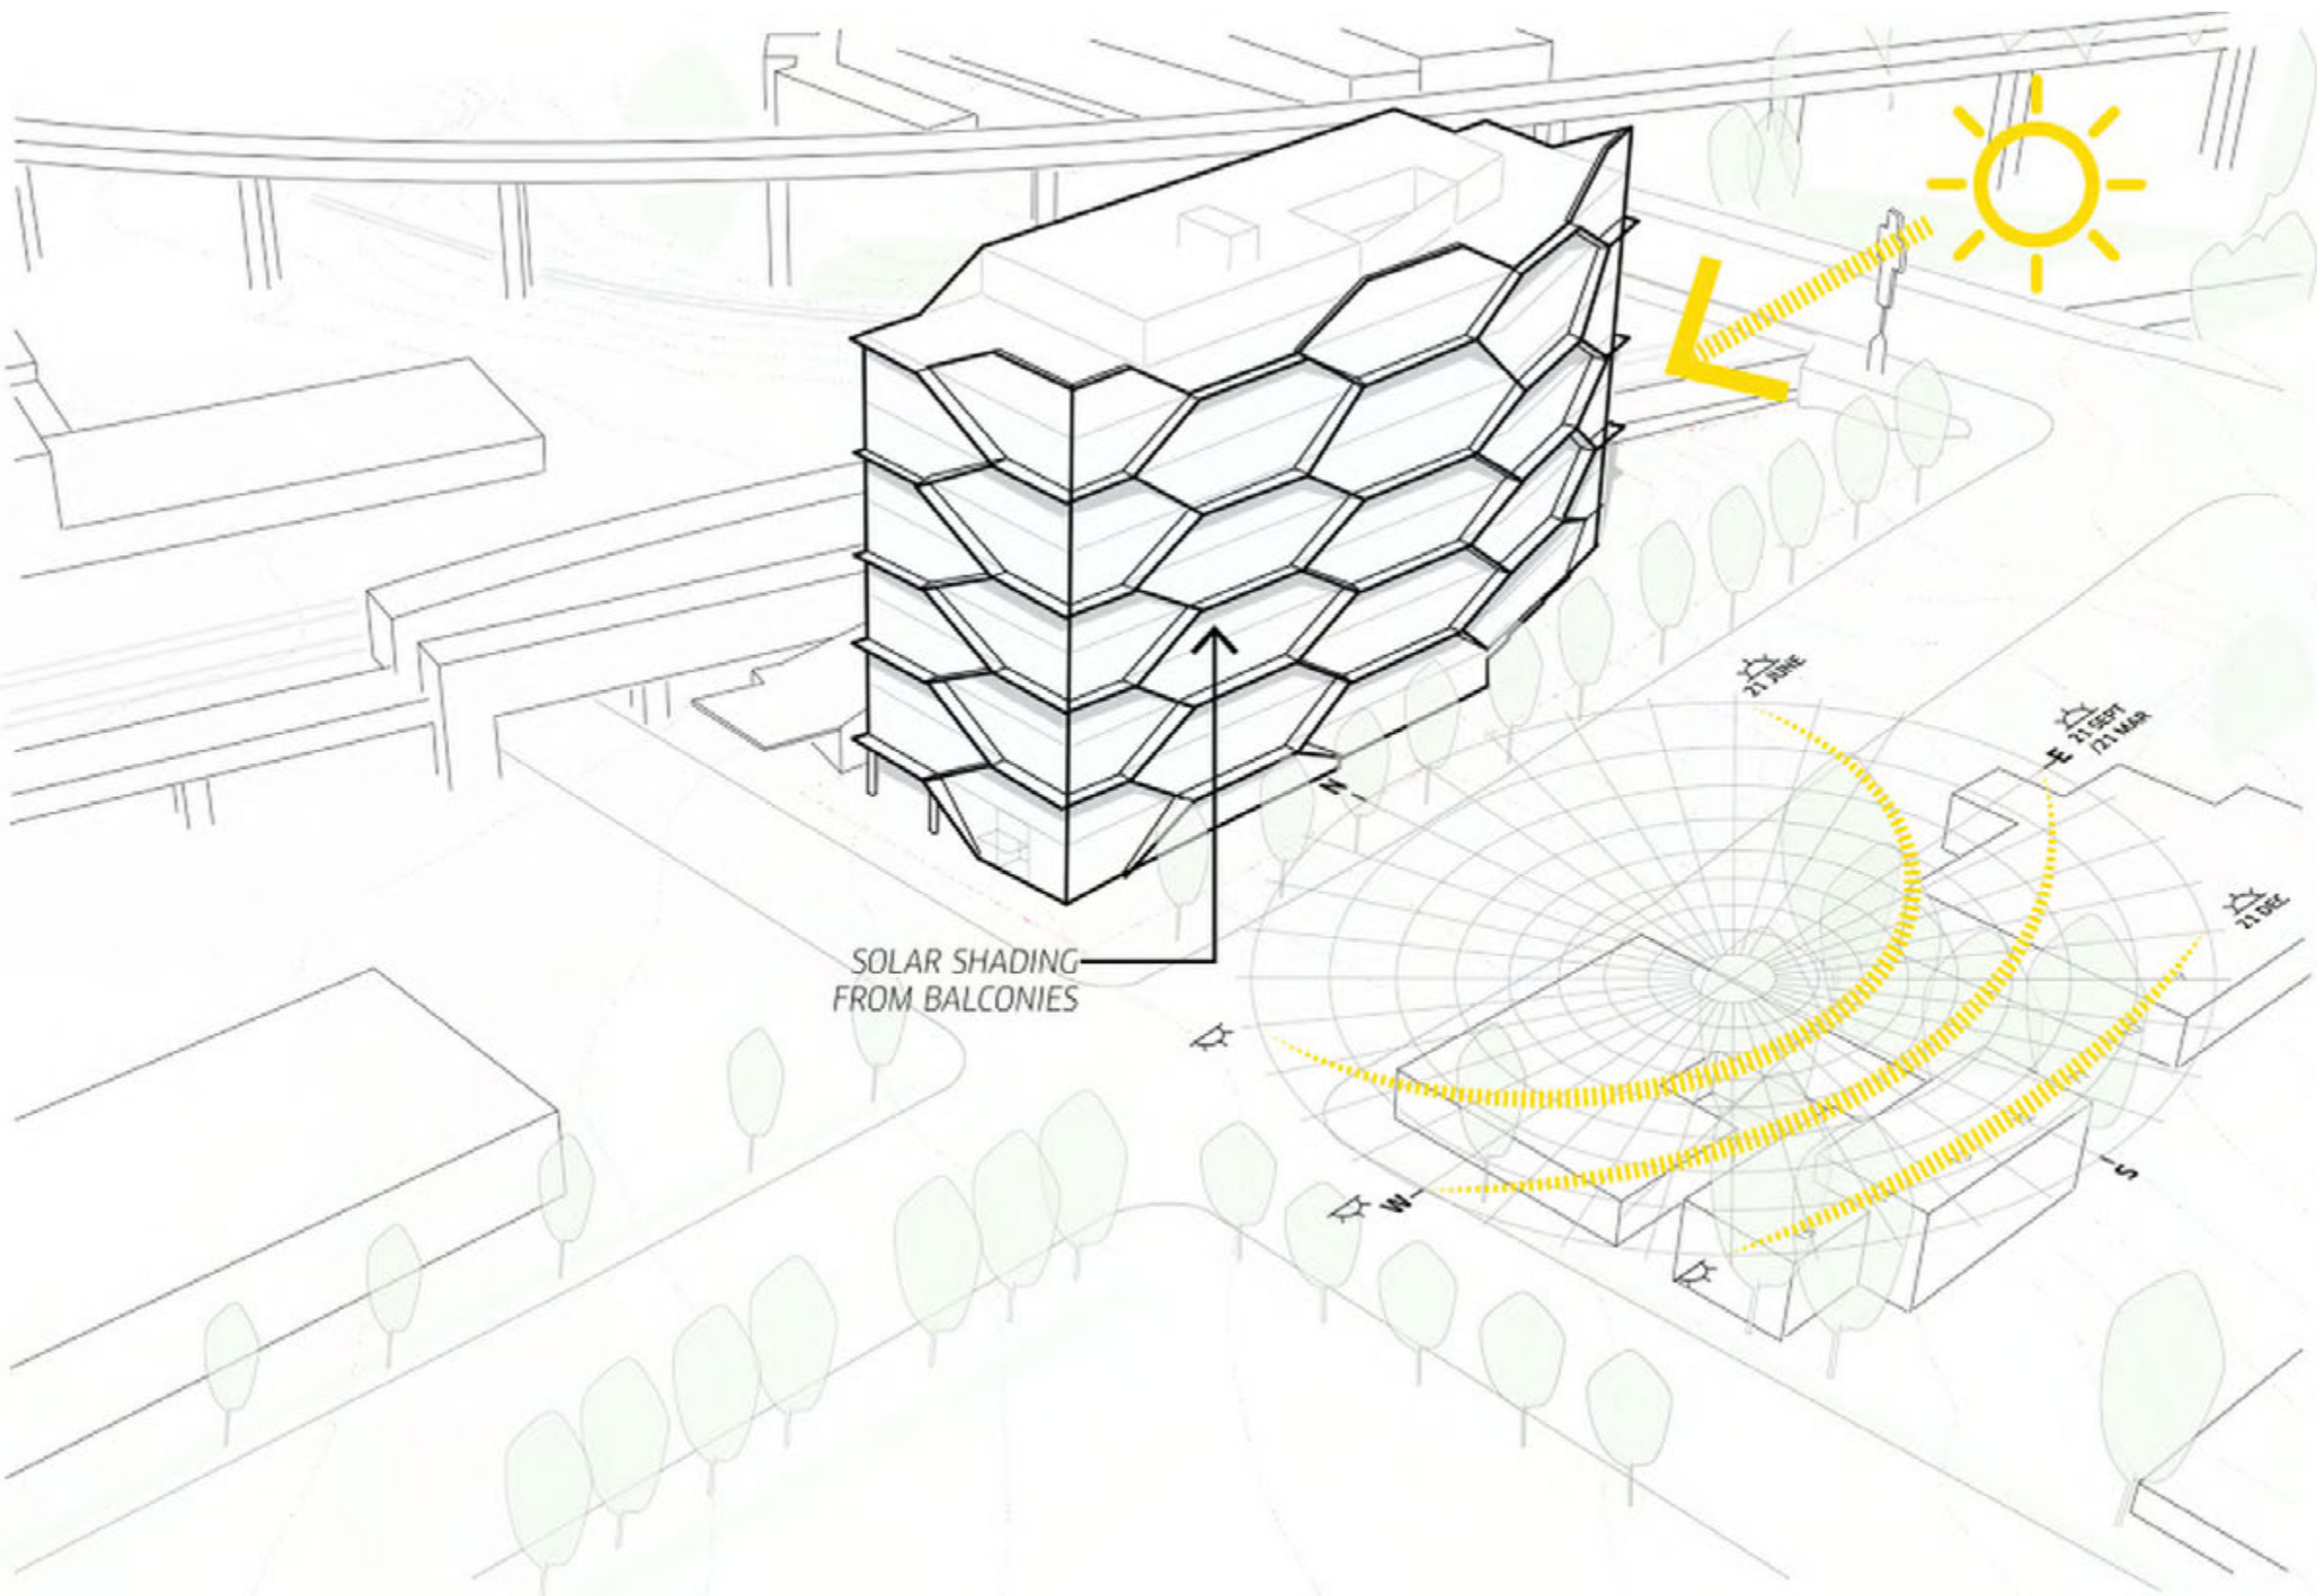 21 JUNE
21 SEPT
/21 MAR
E
21 DEC
N
SOLAR SHADING
FROM BALCONIES
W
S